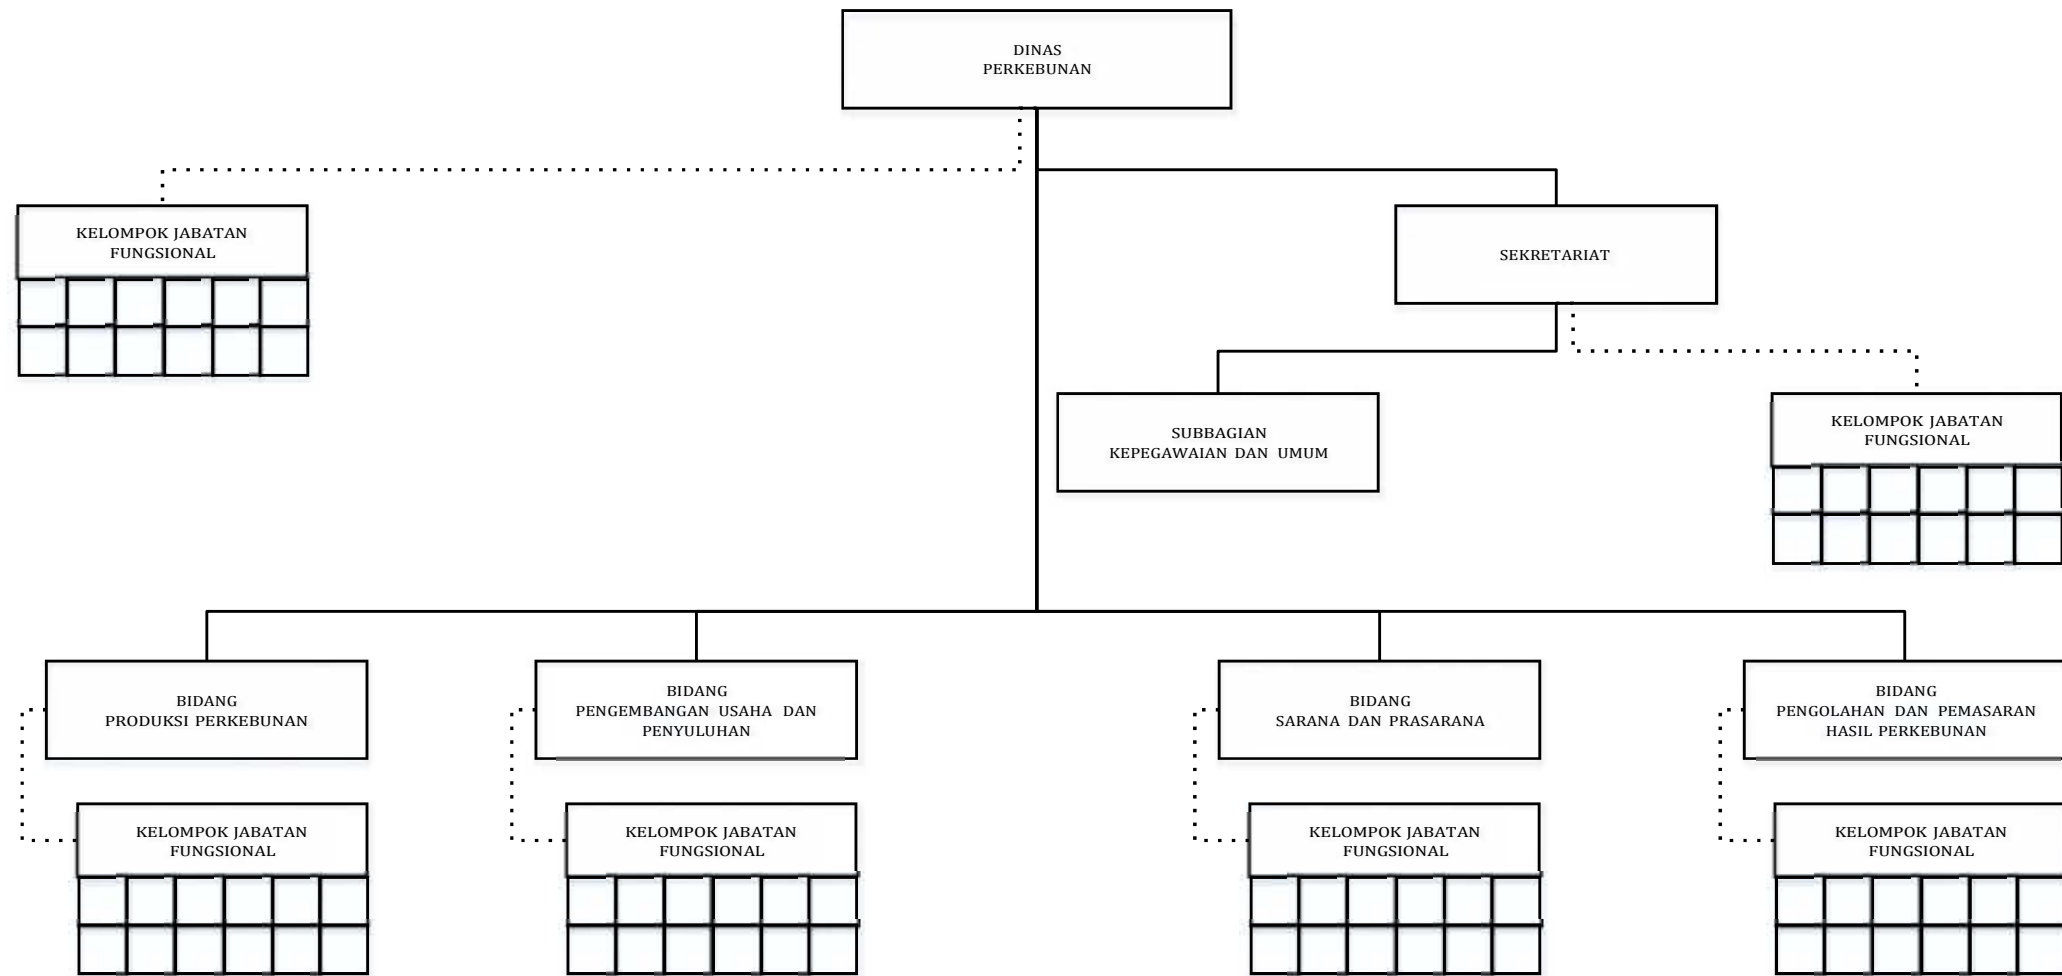 DINAS
PERKEBUNAN
KELOMPOK JABATAN
FUNGSIONAL
SEKRETARIAT
SUBBAGIAN
KEPEGAWAIAN DAN UMUM
KELOMPOK JABATAN
FUNGSIONAL
BIDANG
PRODUKSI PERKEBUNAN
BIDANG
PENGEMBANGAN USAHA DAN
PENYULUHAN
BIDANG
SARANA DAN PRASARANA
BIDANG
PENGOLAHAN DAN PEMASARAN
HASIL PERKEBUNAN
KELOMPOK JABATAN
FUNGSIONAL
KELOMPOK JABATAN
FUNGSIONAL
KELOMPOK JABATAN
FUNGSIONAL
KELOMPOK JABATAN
FUNGSIONAL